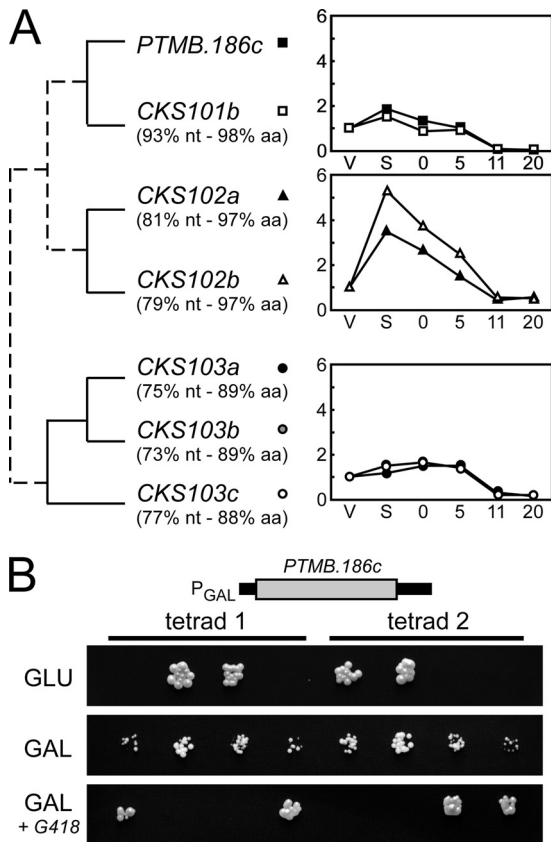 A
PTMB.186c
CKS101b
(93% nt - 98% aa)
6
4
2
0
V S 0 5 11 20
CKS102a
(81% nt - 97% aa)
CKS102b
(79% nt - 97% aa)
6
4
2
0
V S 0 5 11 20
CKS103a
(75% nt - 89% aa)
CKS103b
(73% nt - 89% aa)
CKS103c
(77% nt - 88% aa)
6
4
2
0
V S 0 5 11 20
B
PTMB.186c
PGAL
tetrad 1 tetrad 2
GLU
GAL
GAL
+ G418